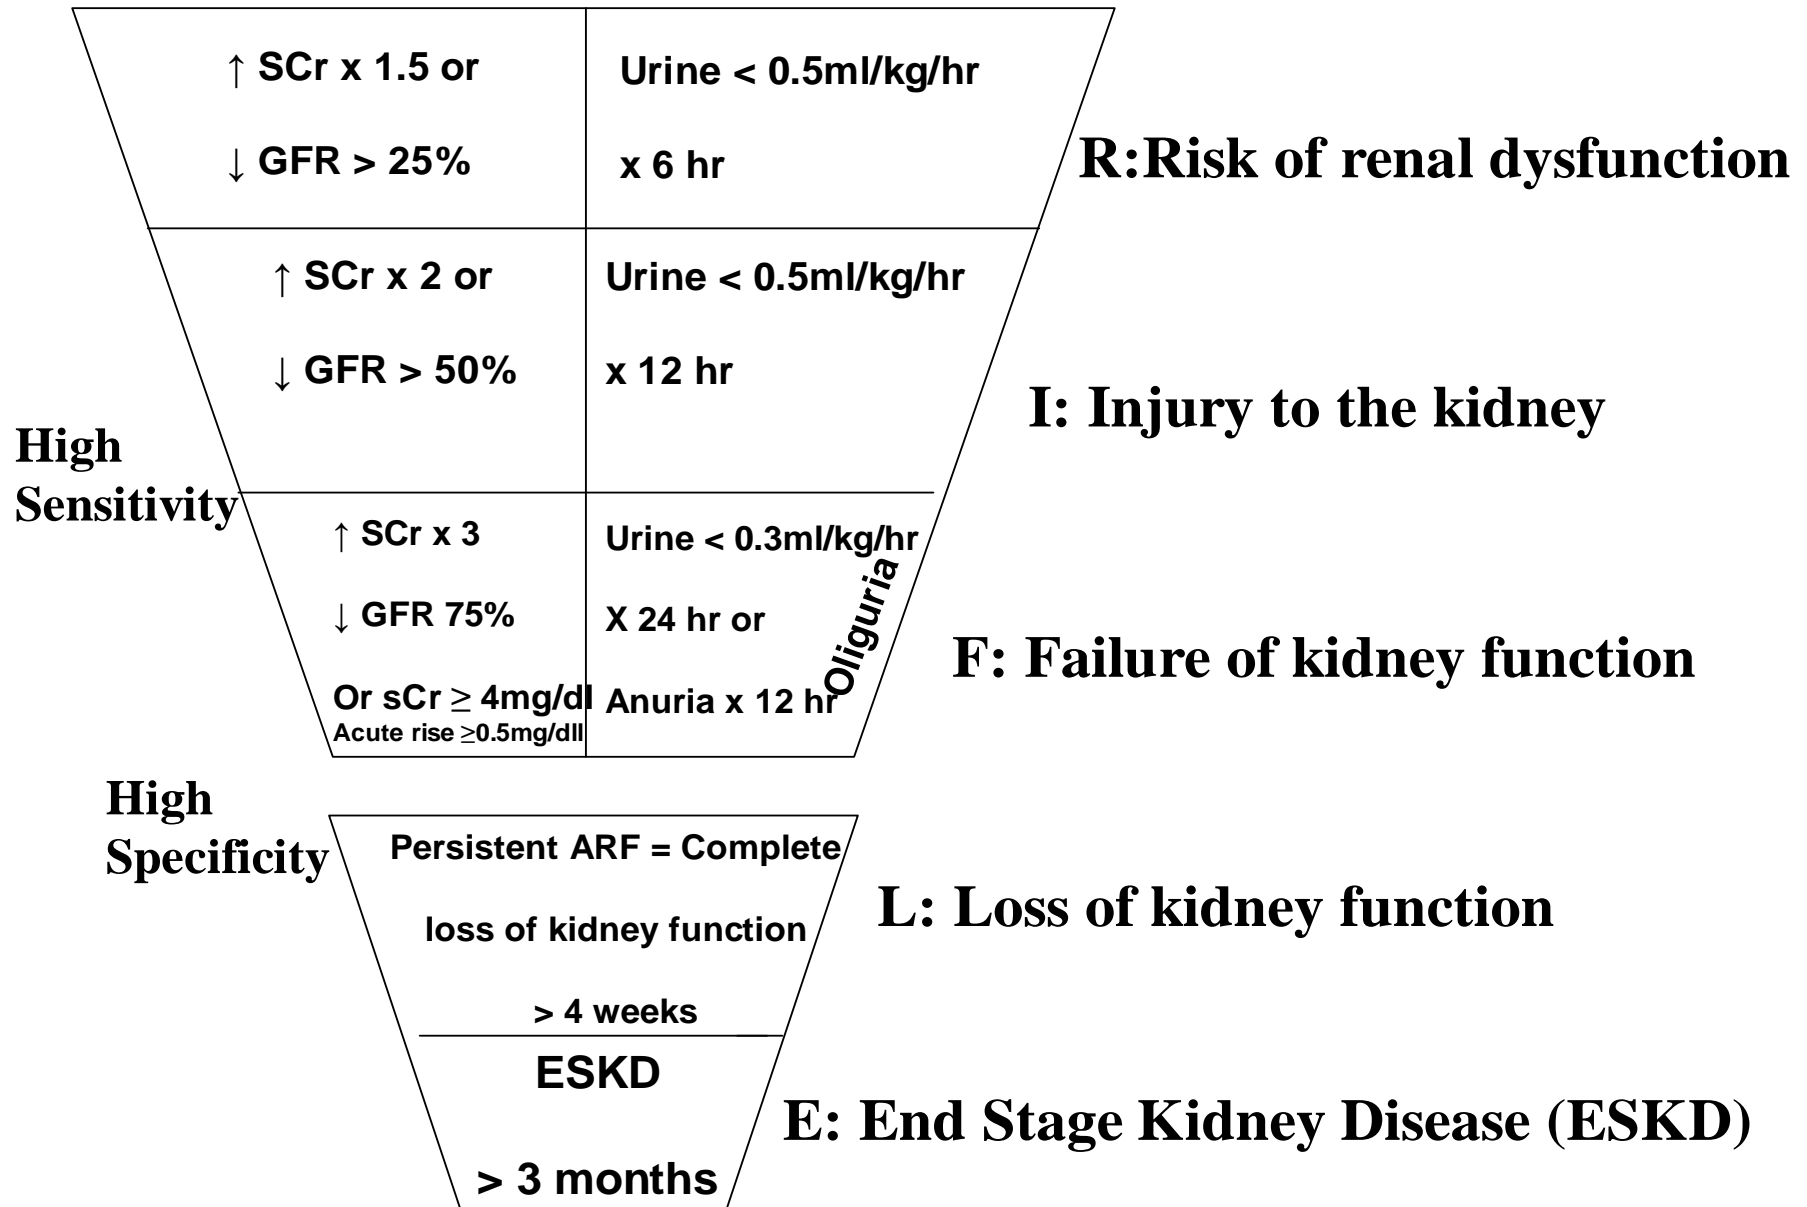 ↑ SCr x 1.5 or
↓ GFR > 25%
Urine < 0.5ml/kg/hr
x 6 hr
R:Risk of renal dysfunction
↑ SCr x 2 or
↓ GFR > 50%
Urine < 0.5ml/kg/hr
x 12 hr
I: Injury to the kidney
High
Sensitivity
↑ SCr x 3
↓ GFR 75%
Or sCr ≥ 4mg/dl
Acute rise ≥0.5mg/dll
Urine < 0.3ml/kg/hr
X 24 hr or
Anuria x 12 hr
Oliguria
F: Failure of kidney function
High
Specificity
Persistent ARF = Complete
loss of kidney function
> 4 weeks
L: Loss of kidney function
ESKD
> 3 months
E: End Stage Kidney Disease (ESKD)